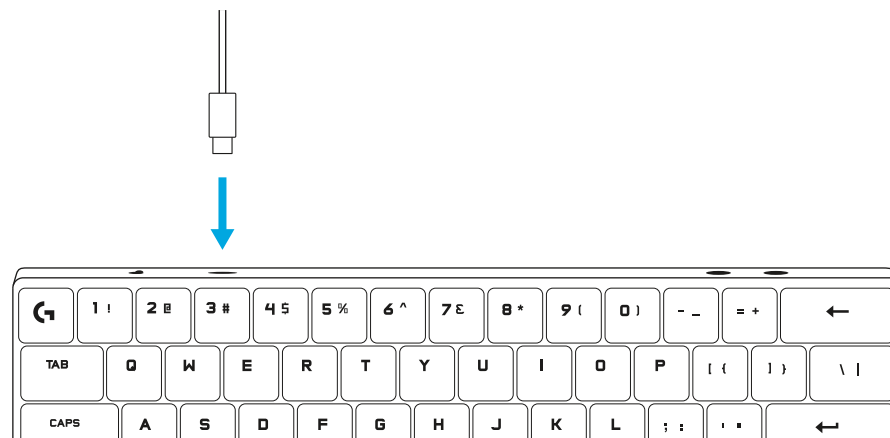 1 ! 2 @ 3 # 4 $ 5 % 6 ^ 7 & 8 * 9 ( 0 ) - _ = + ←
TAB Q W E R T Y U I O P [ { ] } \ |
CAPS A S D F G H J K L ; : ' " ↵